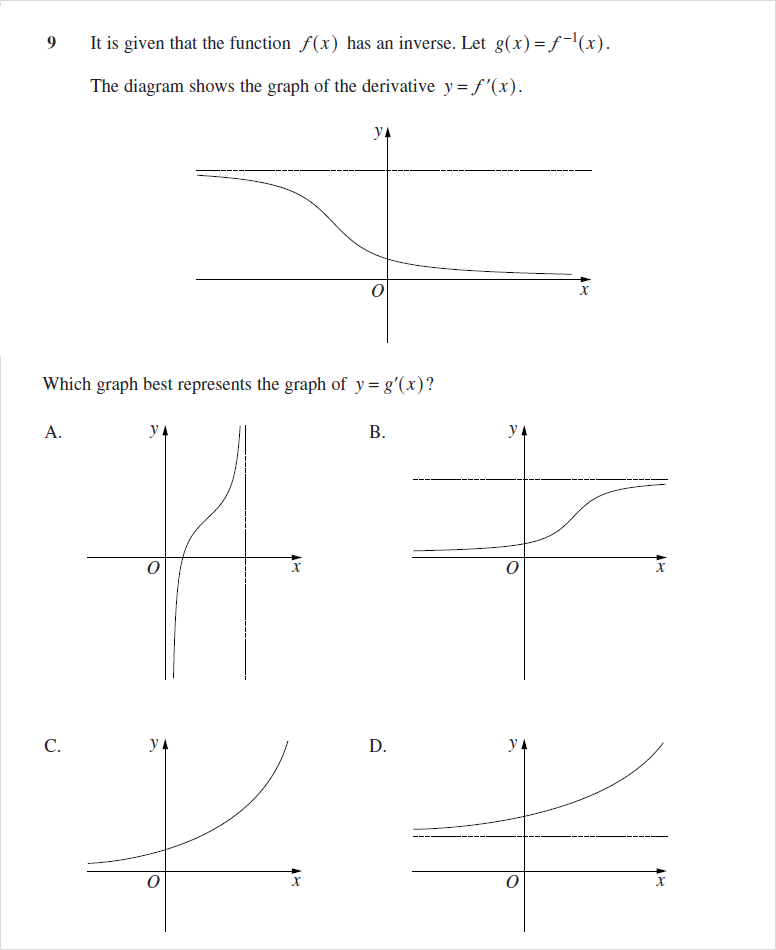 9 It is given that the function f(x) has an inverse. Let g(x) = f⁻¹(x).
The diagram shows the graph of the derivative y = f′(x).
y
O
x
Which graph best represents the graph of y = g′(x)?
A.
y
O
x
B.
y
O
x
C.
y
O
x
D.
y
O
x